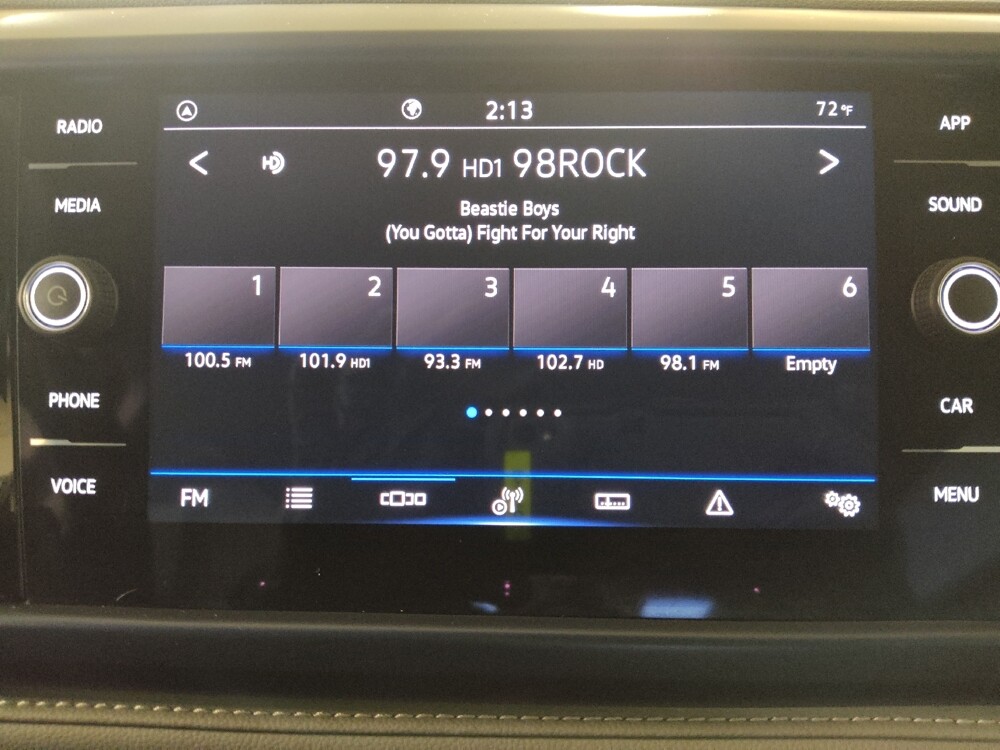 RADIO
MEDIA
PHONE
VOICE
2:13
72°F
HD
97.9 HD1 98ROCK
Beastie Boys
(You Gotta) Fight For Your Right
1
2
3
4
5
6
100.5 FM
101.9 HD1
93.3 FM
102.7 HD
98.1 FM
Empty
FM
APP
SOUND
CAR
MENU